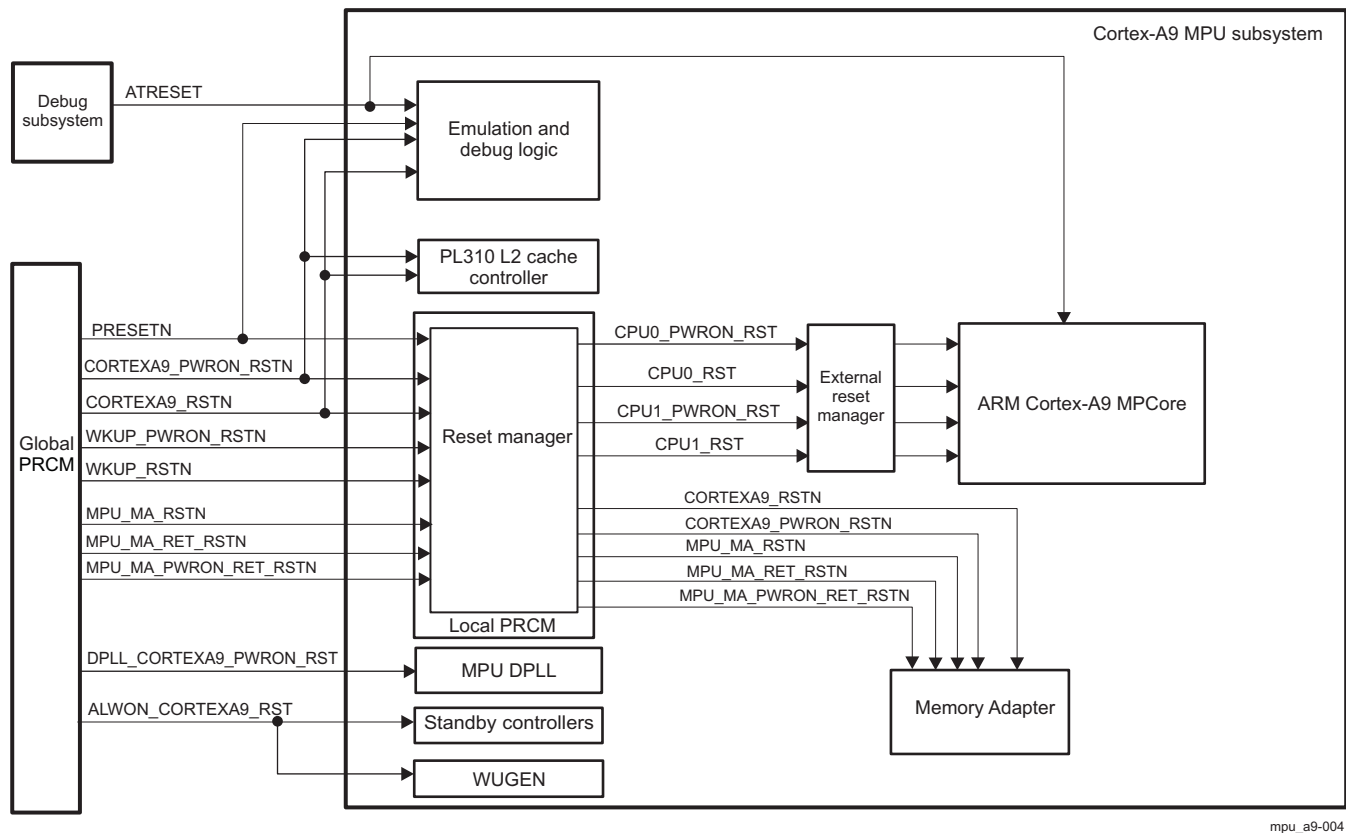 Cortex-A9 MPU subsystem
Debug
subsystem
ATRESET
Emulation and
debug logic
PL310 L2 cache
controller
Global
PRCM
PRESETN
CORTEXA9_PWRON_RSTN
CORTEXA9_RSTN
WKUP_PWRON_RSTN
WKUP_RSTN
MPU_MA_RSTN
MPU_MA_RET_RSTN
MPU_MA_PWRON_RET_RSTN
DPLL_CORTEXA9_PWRON_RST
ALWON_CORTEXA9_RST
Reset manager
Local PRCM
CPU0_PWRON_RST
CPU0_RST
CPU1_PWRON_RST
CPU1_RST
External
reset
manager
ARM Cortex-A9 MPCore
CORTEXA9_RSTN
CORTEXA9_PWRON_RSTN
MPU_MA_RSTN
MPU_MA_RET_RSTN
MPU_MA_PWRON_RET_RSTN
MPU DPLL
Standby controllers
WUGEN
Memory Adapter
mpu_a9-004